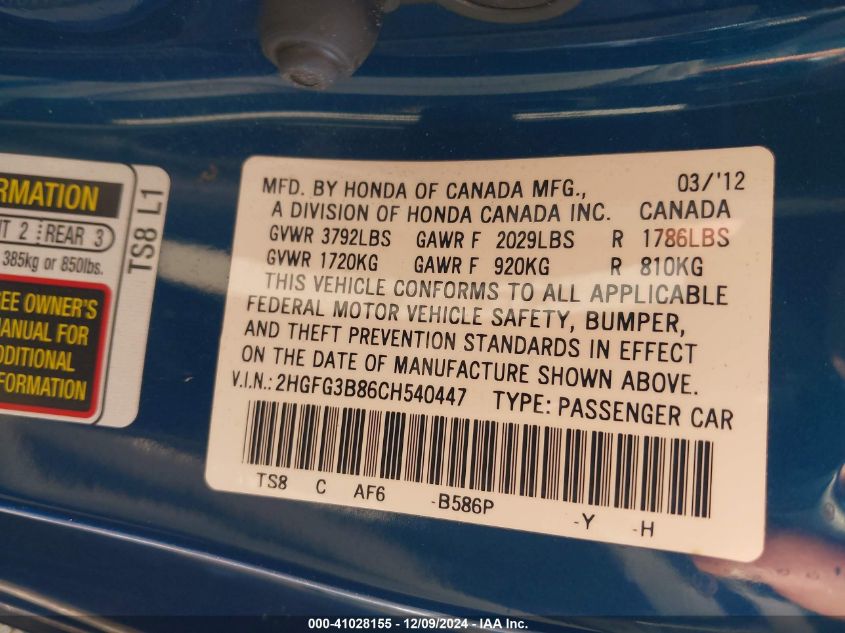 RMATION
T 2 REAR 3
385kg or 850lbs.
EE OWNER'S
MANUAL FOR
DDITIONAL
FORMATION
TS8 L1
MFD. BY HONDA OF CANADA MFG., 03/'12
A DIVISION OF HONDA CANADA INC. CANADA
GVWR 3792LBS GAWR F 2029LBS R 1786LBS
GVWR 1720KG GAWR F 920KG R 810KG
THIS VEHICLE CONFORMS TO ALL APPLICABLE
FEDERAL MOTOR VEHICLE SAFETY, BUMPER,
AND THEFT PREVENTION STANDARDS IN EFFECT
ON THE DATE OF MANUFACTURE SHOWN ABOVE.
V.I.N.: 2HGFG3B86CH540447 TYPE: PASSENGER CAR
TS8 C AF6 -B586P -Y -H
000-41028155 - 12/09/2024 - IAA Inc.